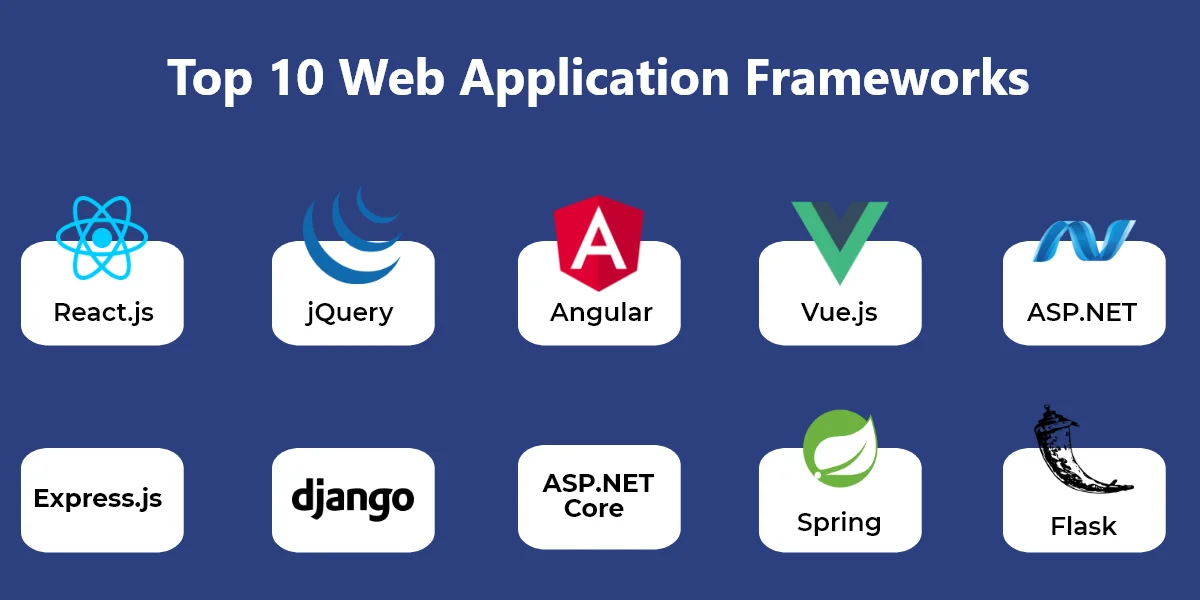 Top 10 Web Application Frameworks
React.js
jQuery
Angular
Vue.js
ASP.NET
Express.js
django
ASP.NET
Core
Spring
Flask